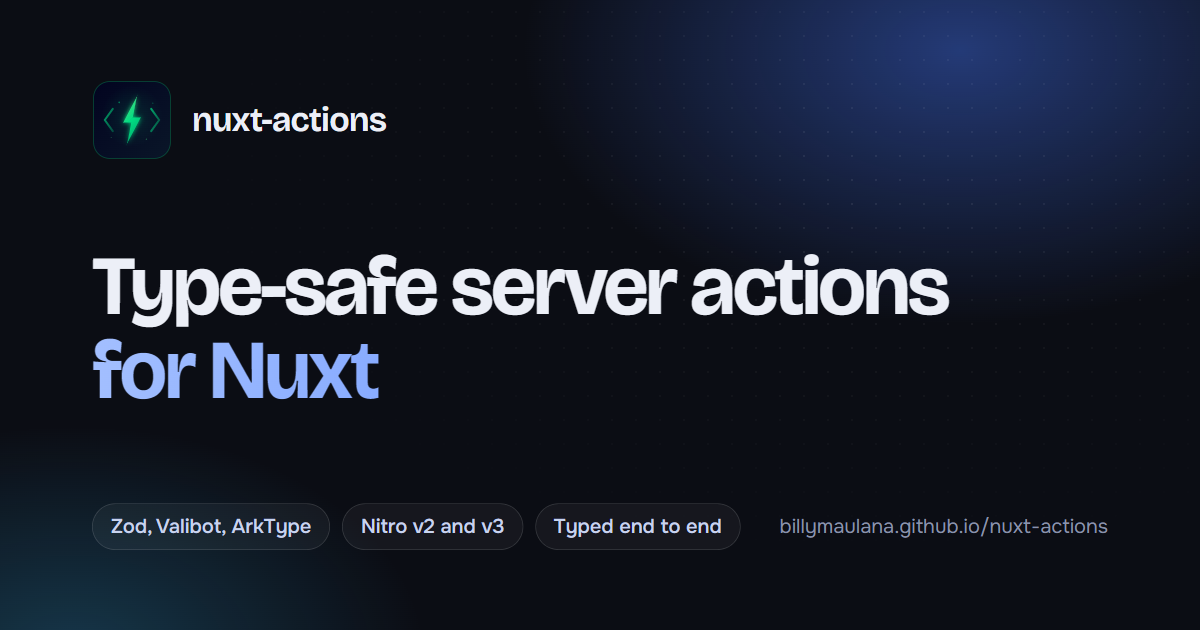 nuxt-actions
Type-safe server actions
for Nuxt
Zod, Valibot, ArkType
Nitro v2 and v3
Typed end to end
billymaulana.github.io/nuxt-actions